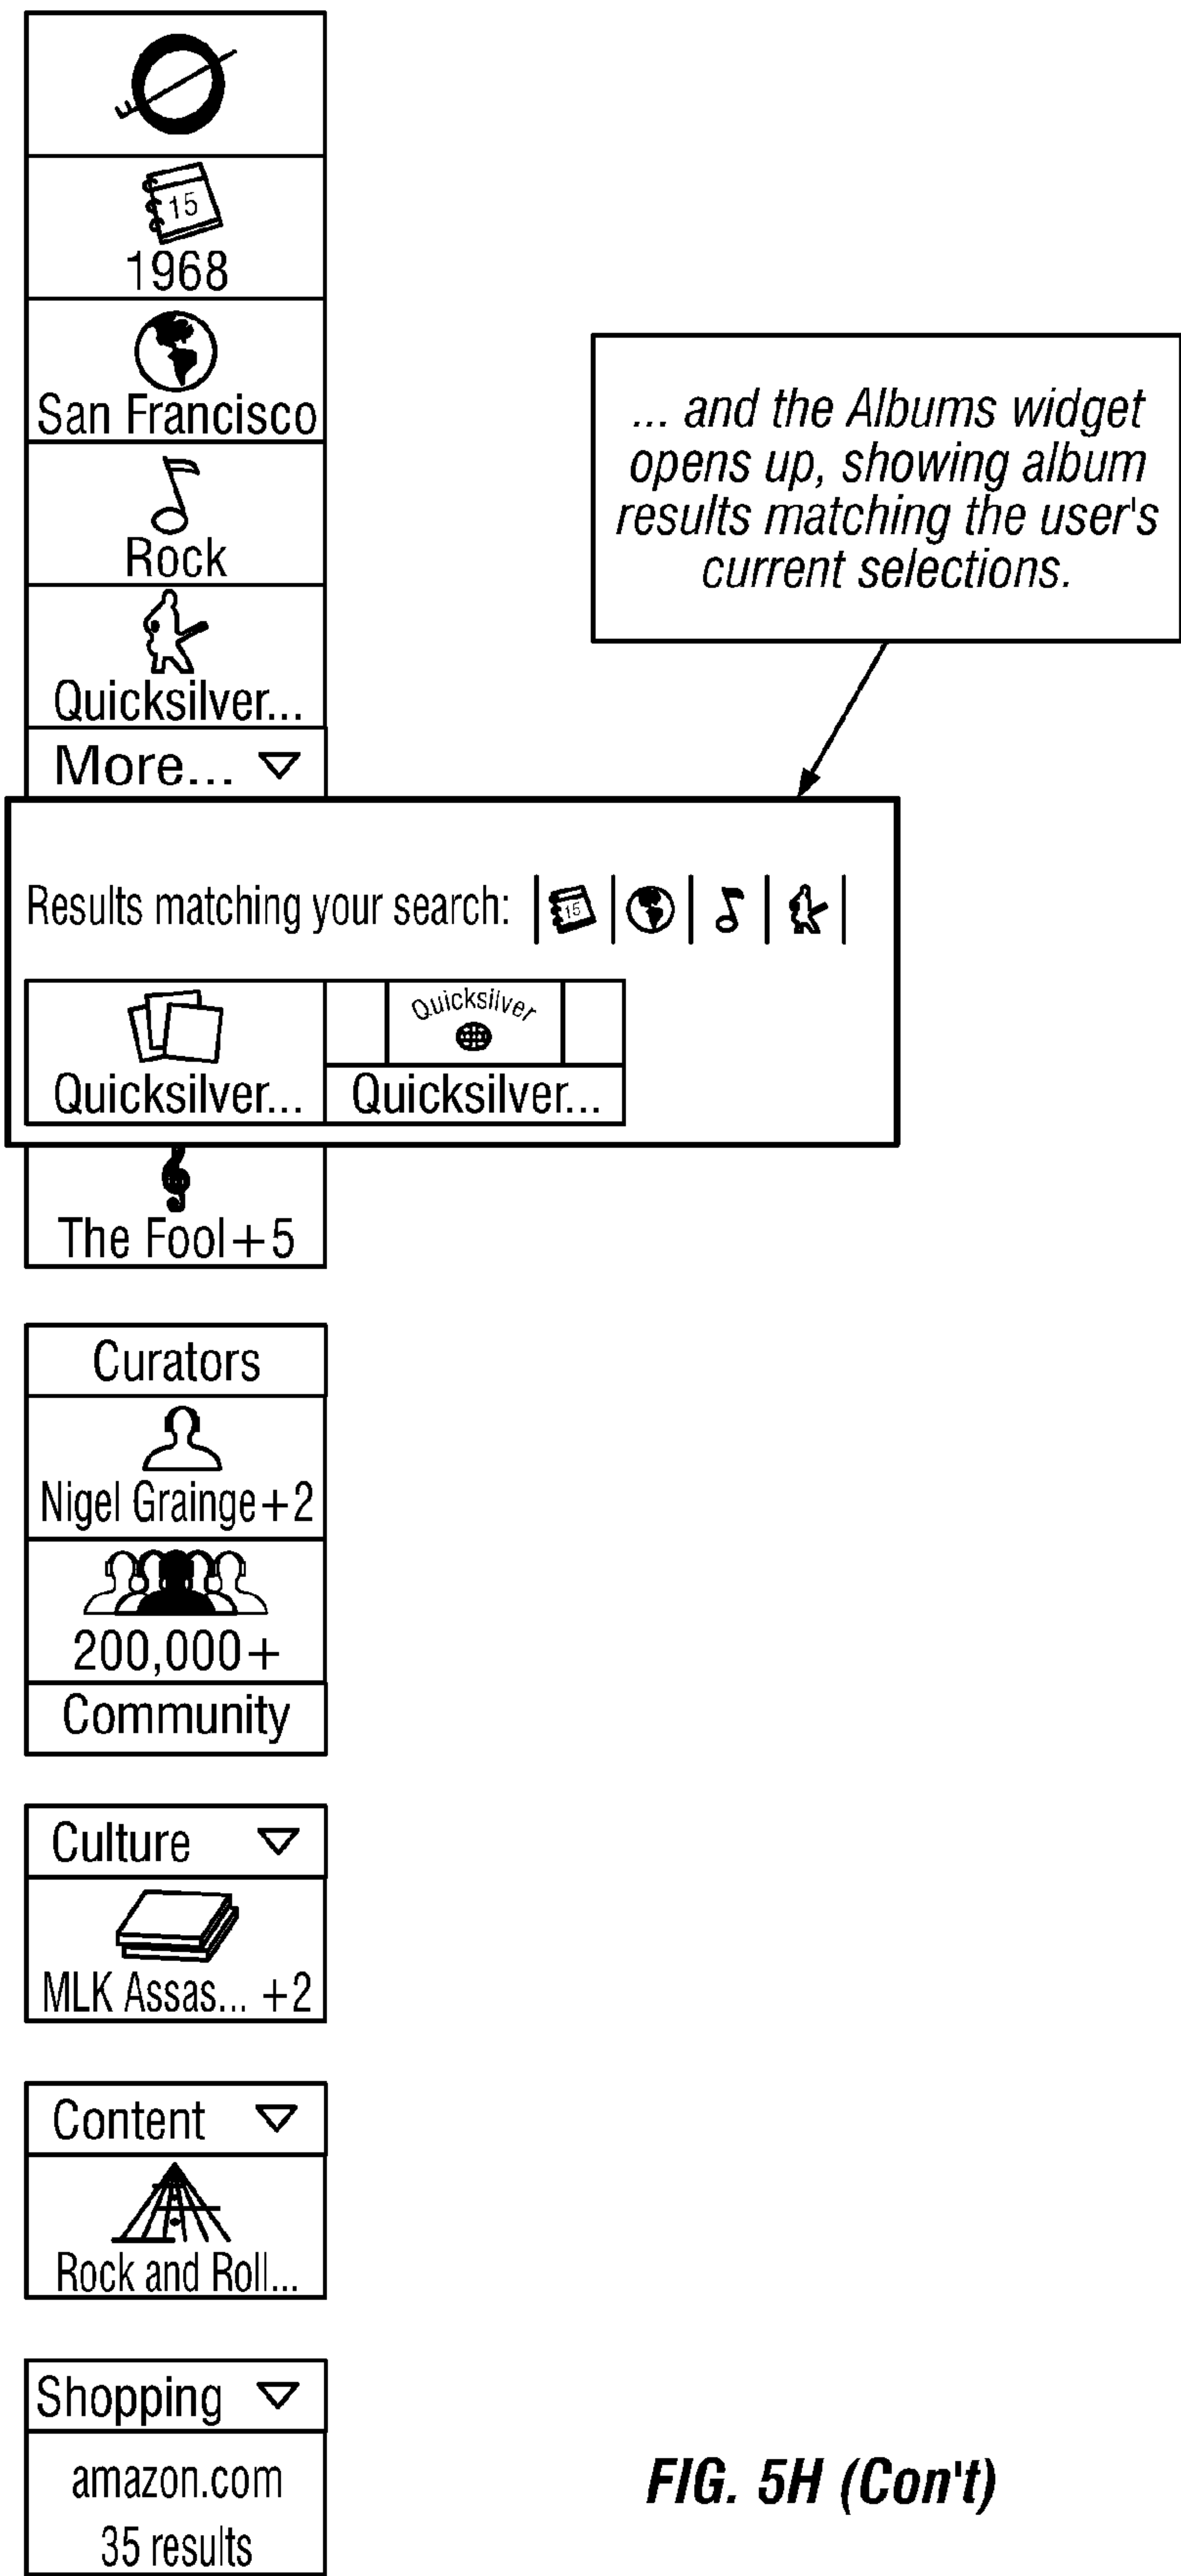 15
1968
San Francisco
Rock
Quicksilver...
More...
... and the Albums widget
opens up, showing album
results matching the user's
current selections.
Results matching your search:
15
Quicksilver
Quicksilver...
Quicksilver...
The Fool+5
Curators
Nigel Grainge+2
200,000+
Community
Culture
MLK Assas... +2
Content
Rock and Roll...
Shopping
amazon.com
35 results
FIG. 5H (Con't)